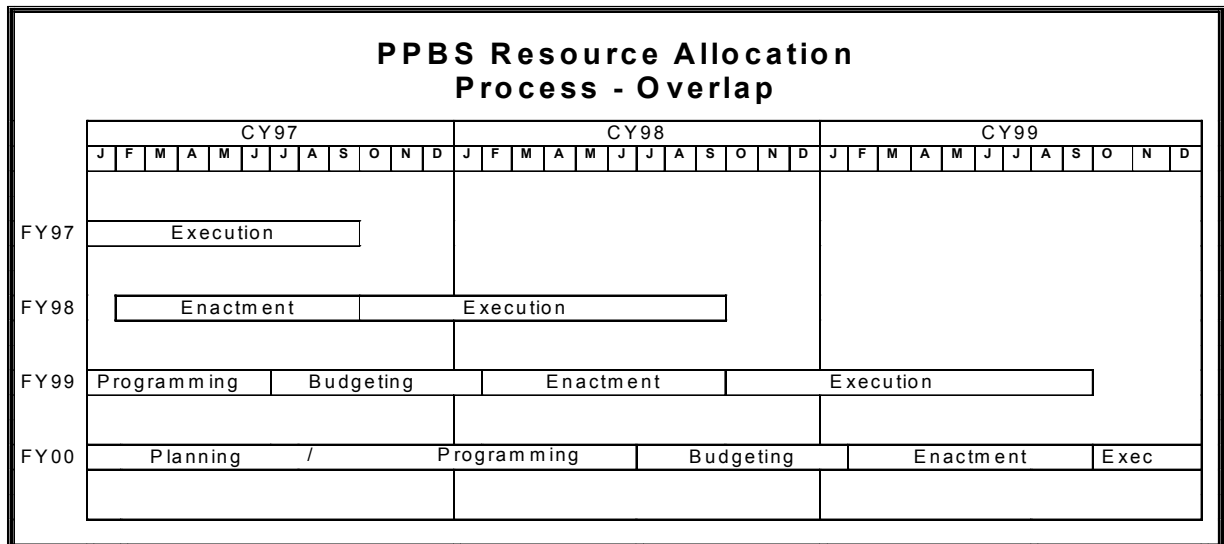 PPBS Resource Allocation
Process - Overlap
CY97 CY98 CY99
J F M A M J J A S O N D J F M A M J J A S O N D J F M A M J J A S O N D
FY97 Execution
FY98 Enactment Execution
FY99 Programming Budgeting Enactment Execution
FY00 Planning / Programming Budgeting Enactment Exec